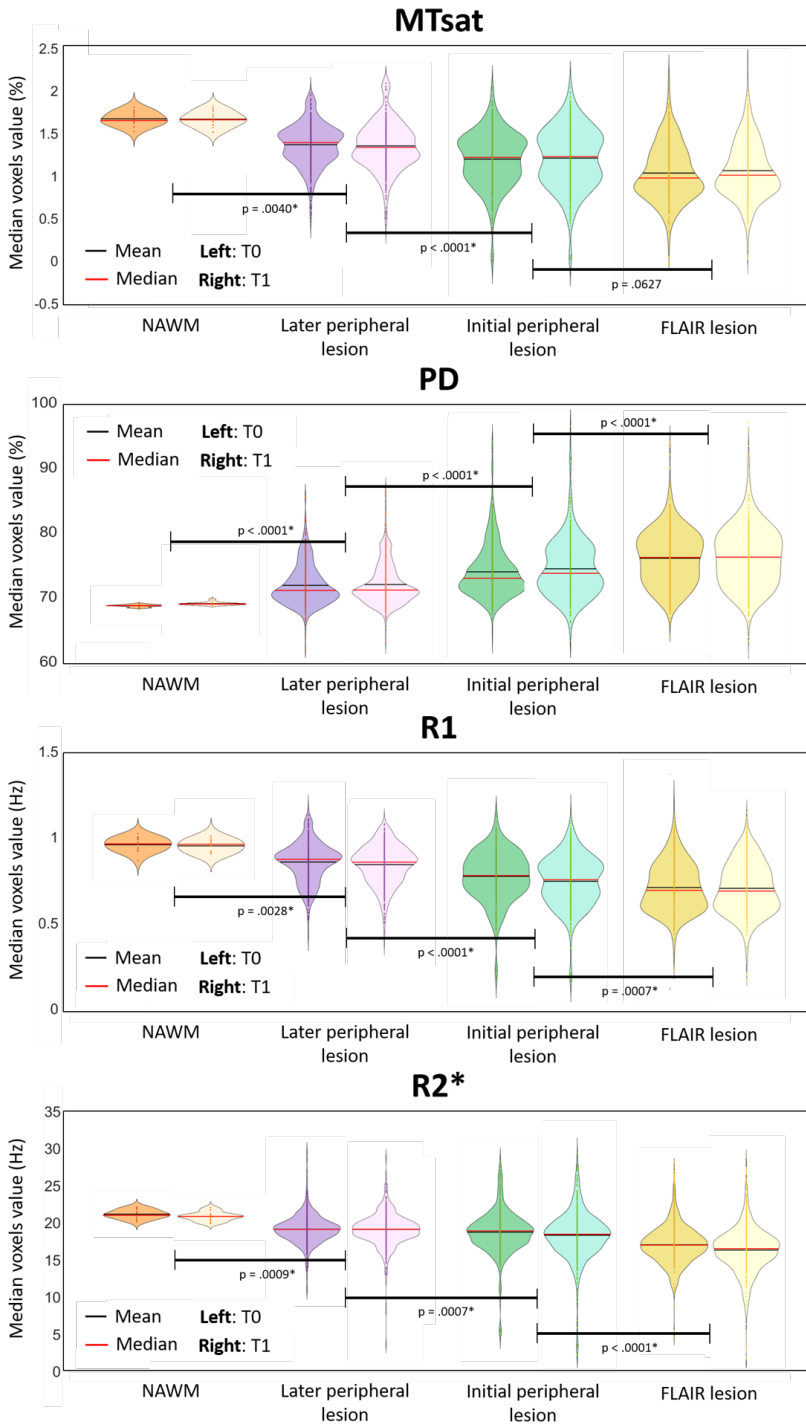 MTsat
Median voxels value (%)
2.5
2
1.5
1
0.5
0
-0.5
p = .0040*
p < .0001*
p = .0627
Mean Left: T0
Median Right: T1
NAWM
Later peripheral
lesion
Initial peripheral
lesion
FLAIR lesion
PD
Median voxels value (%)
100
90
80
70
60
Mean Left: T0
Median Right: T1
p < .0001*
p < .0001*
p < .0001*
NAWM
Later peripheral
lesion
Initial peripheral
lesion
FLAIR lesion
R1
Median voxels value (Hz)
1.5
1
0.5
0
p = .0028*
p < .0001*
p = .0007*
Mean Left: T0
Median Right: T1
NAWM
Later peripheral
lesion
Initial peripheral
lesion
FLAIR lesion
R2*
Median voxels value (Hz)
35
30
25
20
15
10
5
0
p = .0009*
p = .0007*
p < .0001*
Mean Left: T0
Median Right: T1
NAWM
Later peripheral
lesion
Initial peripheral
lesion
FLAIR lesion